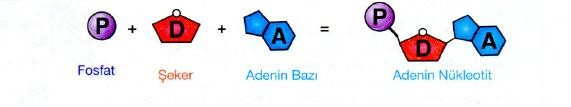 P + D + A = P D A
Fosfat Şeker Adenin Bazı Adenin Nükleotit